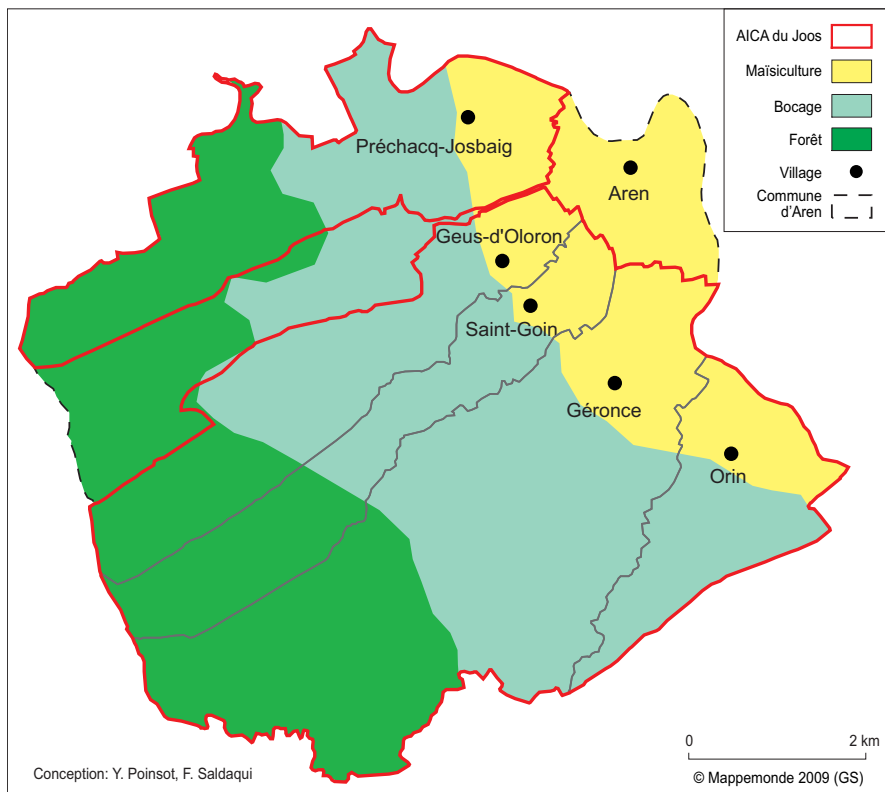 AICA du Joos
Maïsiculture
Bocage
Forêt
Village
Commune
d'Aren
Préchacq-Josbaig
Aren
Geus-d'Oloron
Saint-Goin
Géronce
Orin
0 2 km
Conception: Y. Poinsot, F. Saldaqui
© Mappemonde 2009 (GS)